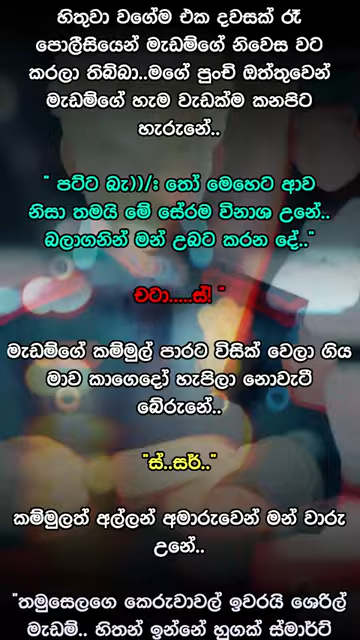 හිතුවා වගේම එක දවසක් රෑ
පොලීසියෙන් මැඩම්ගේ නිවෙස වට
කරලා තිබ්බා..මගේ පුංචි ඔත්තුවෙන්
මැඩම්ගේ හැම වැඩක්ම කනපිට
හැරුනේ..
" පට්ට බැ))/: තෝ මෙහෙට ආව
නිසා තමයි මේ සේරම විනාශ උනේ..
බලාගනින් මන් උබට කරන දේ.."
චටා.....ස්! "
මැඩම්ගේ කම්මුල් පාරට විසික් වෙලා ගිය
මාව කාගෙදෝ හැපිලා නොවැටී
බේරුනේ..
"ස්..සර්.."
කම්මුලත් අල්ලන් අමාරුවෙන් මන් වාරු
උනේ..
"තමුසෙලගෙ කෙරුවාවල් ඉවරයි ශෙරිල්
මැඩම්.. හිතන් ඉන්නේ හුගක් ස්මාර්ට්